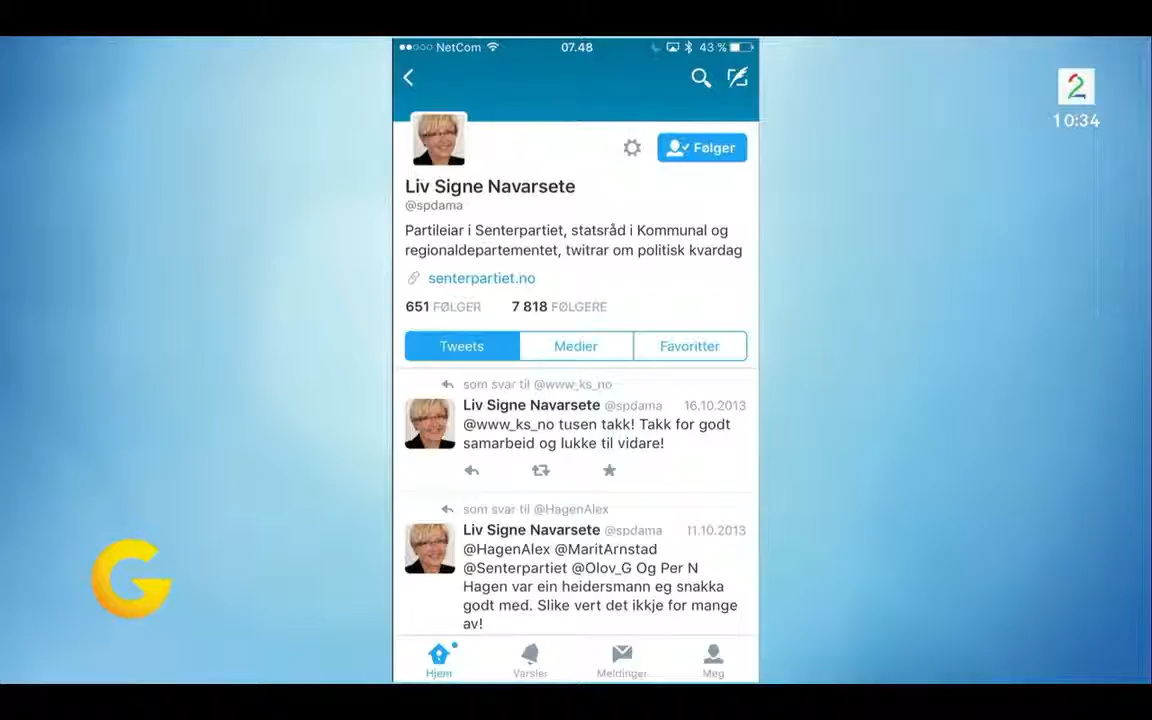 NetCom 07.48 43 %
2
10:34
Følger
Liv Signe Navarsete
@spdama
Partileiar i Senterpartiet, statsråd i Kommunal og
regionaldepartementet, twitrar om politisk kvardag
senterpartiet.no
651 FØLGER 7 818 FØLGERE
Tweets Medier Favoritter
som svar til @www_ks_no
Liv Signe Navarsete @spdama 16.10.2013
@www_ks_no tusen takk! Takk for godt
samarbeid og lukke til vidare!
som svar til @HagenAlex
Liv Signe Navarsete @spdama 11.10.2013
@HagenAlex @MaritArnstad
@Senterpartiet @Olov_G Og Per N
Hagen var ein heidersmann eg snakka
godt med. Slike vert det ikkje for mange
av!
Hjem Varsler Meldinger Meg
G